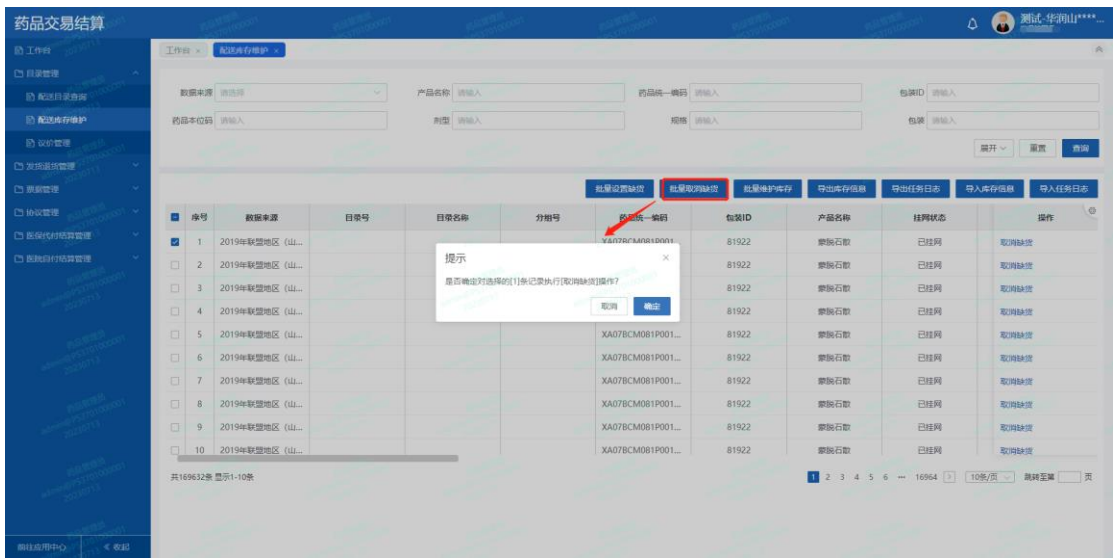 药品交易结算
测试-华润山****...
工作台
目录管理
配送目录查询
配送库存维护
议价管理
发货退货管理
票据管理
协议管理
医保代付结算管理
医院自付结算管理
前往应用中心
收起
工作台 ×
配送库存维护 ×
数据来源 请选择
产品名称 请输入
药品统一编码 请输入
包装ID 请输入
药品本位码 请输入
剂型 请输入
规格 请输入
包装 请输入
展开 重置 查询
批量设置缺货 批量取消缺货 批量维护库存 导出库存信息 导出任务日志 导入库存信息 导入任务日志
序号 数据来源 目录号 目录名称 分组号 药品统一编码 包装ID 产品名称 挂网状态 操作
1 2019年联盟地区 (山... XA07BCM081P001... 81922 蒙脱石散 已挂网 取消缺货
2 2019年联盟地区 (山... 81922 蒙脱石散 已挂网 取消缺货
3 2019年联盟地区 (山... 81922 蒙脱石散 已挂网 取消缺货
4 2019年联盟地区 (山... 81922 蒙脱石散 已挂网 取消缺货
5 2019年联盟地区 (山... XA07BCM081P001... 81922 蒙脱石散 已挂网 取消缺货
6 2019年联盟地区 (山... XA07BCM081P001... 81922 蒙脱石散 已挂网 取消缺货
7 2019年联盟地区 (山... XA07BCM081P001... 81922 蒙脱石散 已挂网 取消缺货
8 2019年联盟地区 (山... XA07BCM081P001... 81922 蒙脱石散 已挂网 取消缺货
9 2019年联盟地区 (山... XA07BCM081P001... 81922 蒙脱石散 已挂网 取消缺货
10 2019年联盟地区 (山... XA07BCM081P001... 81922 蒙脱石散 已挂网 取消缺货
提示 ×
是否确定对选择的[1]条记录执行[取消缺货]操作?
取消 确定
共169632条 显示1-10条
1 2 3 4 5 6 ··· 16964 > 10条/页 跳转至第 页